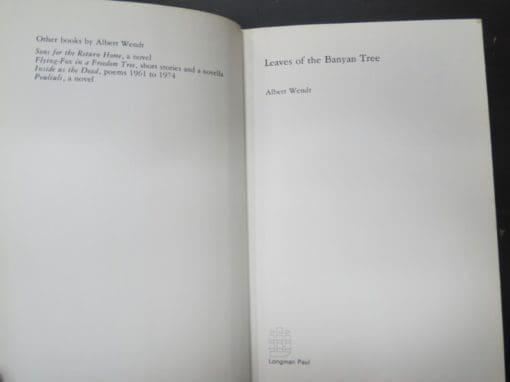 Other books by Albert Wendt
Sons for the Return Home, a novel
Flying-Fox in a Freedom Tree, short stories and a novella
Inside us the Dead, poems 1961 to 1974
Pouliuli, a novel
Leaves of the Banyan Tree
Albert Wendt
Longman Paul